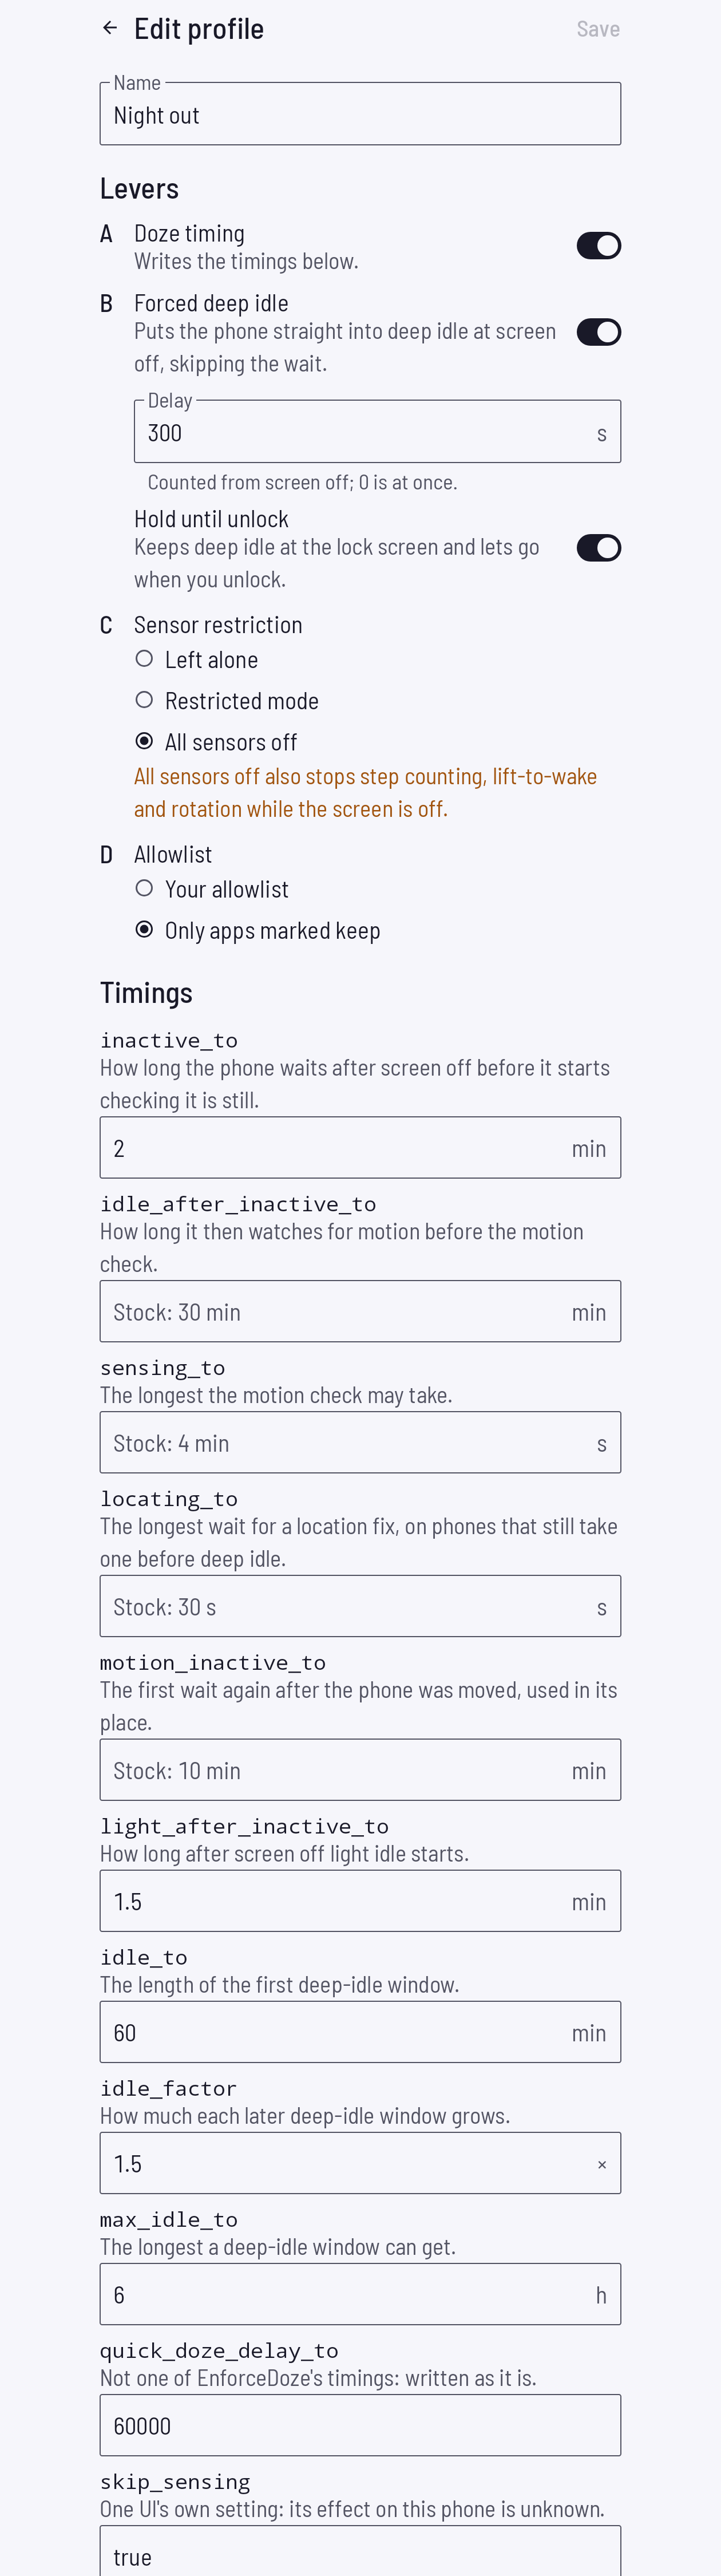 Edit profile
Save
Name
Night out
Levers
A
Doze timing
Writes the timings below.
B
Forced deep idle
Puts the phone straight into deep idle at screen
off, skipping the wait.
Delay
300
s
Counted from screen off; 0 is at once.
Hold until unlock
Keeps deep idle at the lock screen and lets go
when you unlock.
C
Sensor restriction
Left alone
Restricted mode
All sensors off
All sensors off also stops step counting, lift-to-wake
and rotation while the screen is off.
D
Allowlist
Your allowlist
Only apps marked keep
Timings
inactive_to
How long the phone waits after screen off before it starts
checking it is still.
2
min
idle_after_inactive_to
How long it then watches for motion before the motion
check.
Stock: 30 min
min
sensing_to
The longest the motion check may take.
Stock: 4 min
s
locating_to
The longest wait for a location fix, on phones that still take
one before deep idle.
Stock: 30 s
s
motion_inactive_to
The first wait again after the phone was moved, used in its
place.
Stock: 10 min
min
light_after_inactive_to
How long after screen off light idle starts.
1.5
min
idle_to
The length of the first deep-idle window.
60
min
idle_factor
How much each later deep-idle window grows.
1.5
×
max_idle_to
The longest a deep-idle window can get.
6
h
quick_doze_delay_to
Not one of EnforceDoze's timings: written as it is.
60000
skip_sensing
One UI's own setting: its effect on this phone is unknown.
true